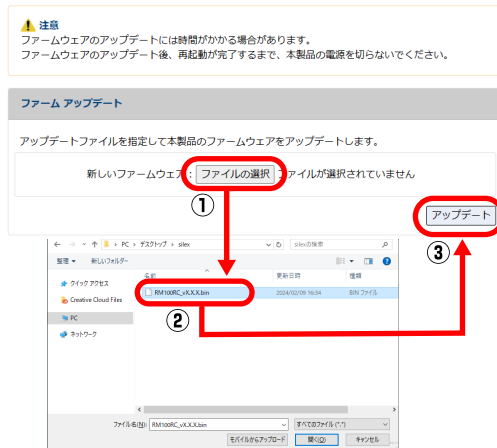 注意
ファームウェアのアップデートには時間がかかる場合があります。
ファームウェアのアップデート後、再起動が完了するまで、本製品の電源を切らないでください。
ファーム アップデート
アップデートファイルを指定して本製品のファームウェアをアップデートします。
新しいファームウェア : ファイルの選択 ファイルが選択されていません
①
アップデート
③
PC › デスクトップ › silex silexの検索
整理 新しいフォルダー
名前 更新日時 種類
クイック アクセス
RM100RC_vX.X.X.bin 2024/02/09 16:34 BIN ファイル
Creative Cloud Files
PC
②
ネットワーク
ファイル名(N): RM100RC_vX.X.X.bin すべてのファイル (*.*)
モバイルからアップロード 開く(O) キャンセル